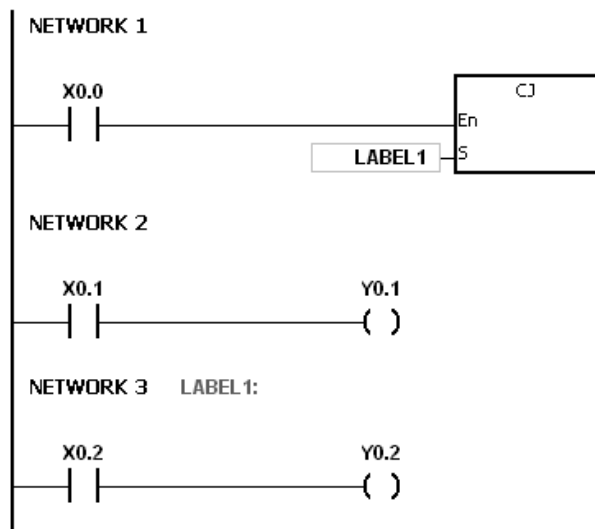 NETWORK 1
X0.0
CJ
En
LABEL1 S
NETWORK 2
X0.1 Y0.1
NETWORK 3 LABEL1:
X0.2 Y0.2